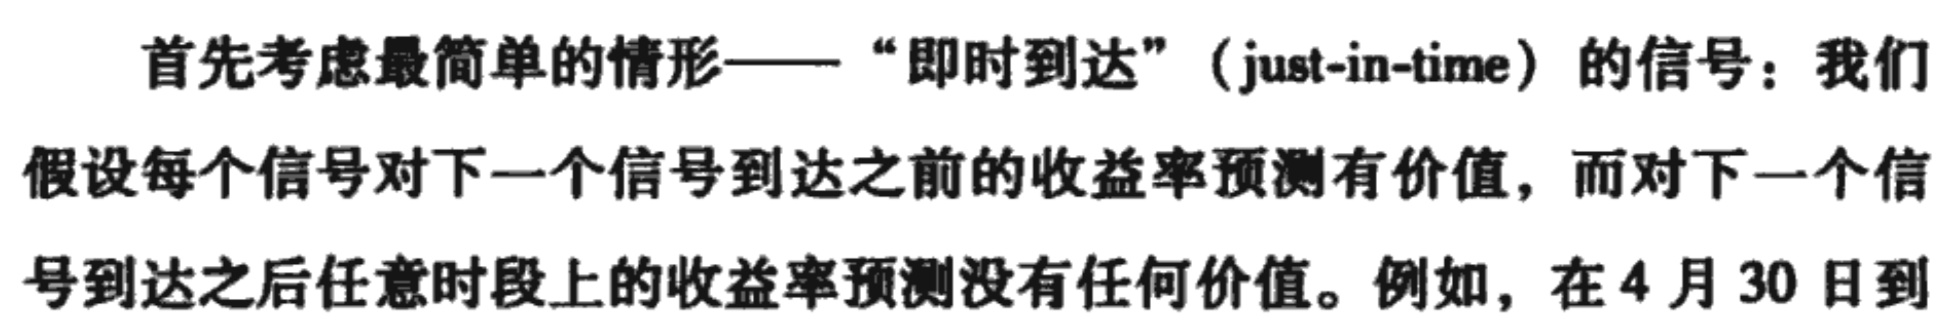 首先考虑最简单的情形——“即时到达”（just-in-time）的信号：我们
假设每个信号对下一个信号到达之前的收益率预测有价值，而对下一个信
号到达之后任意时段上的收益率预测没有任何价值。例如，在4月30日到